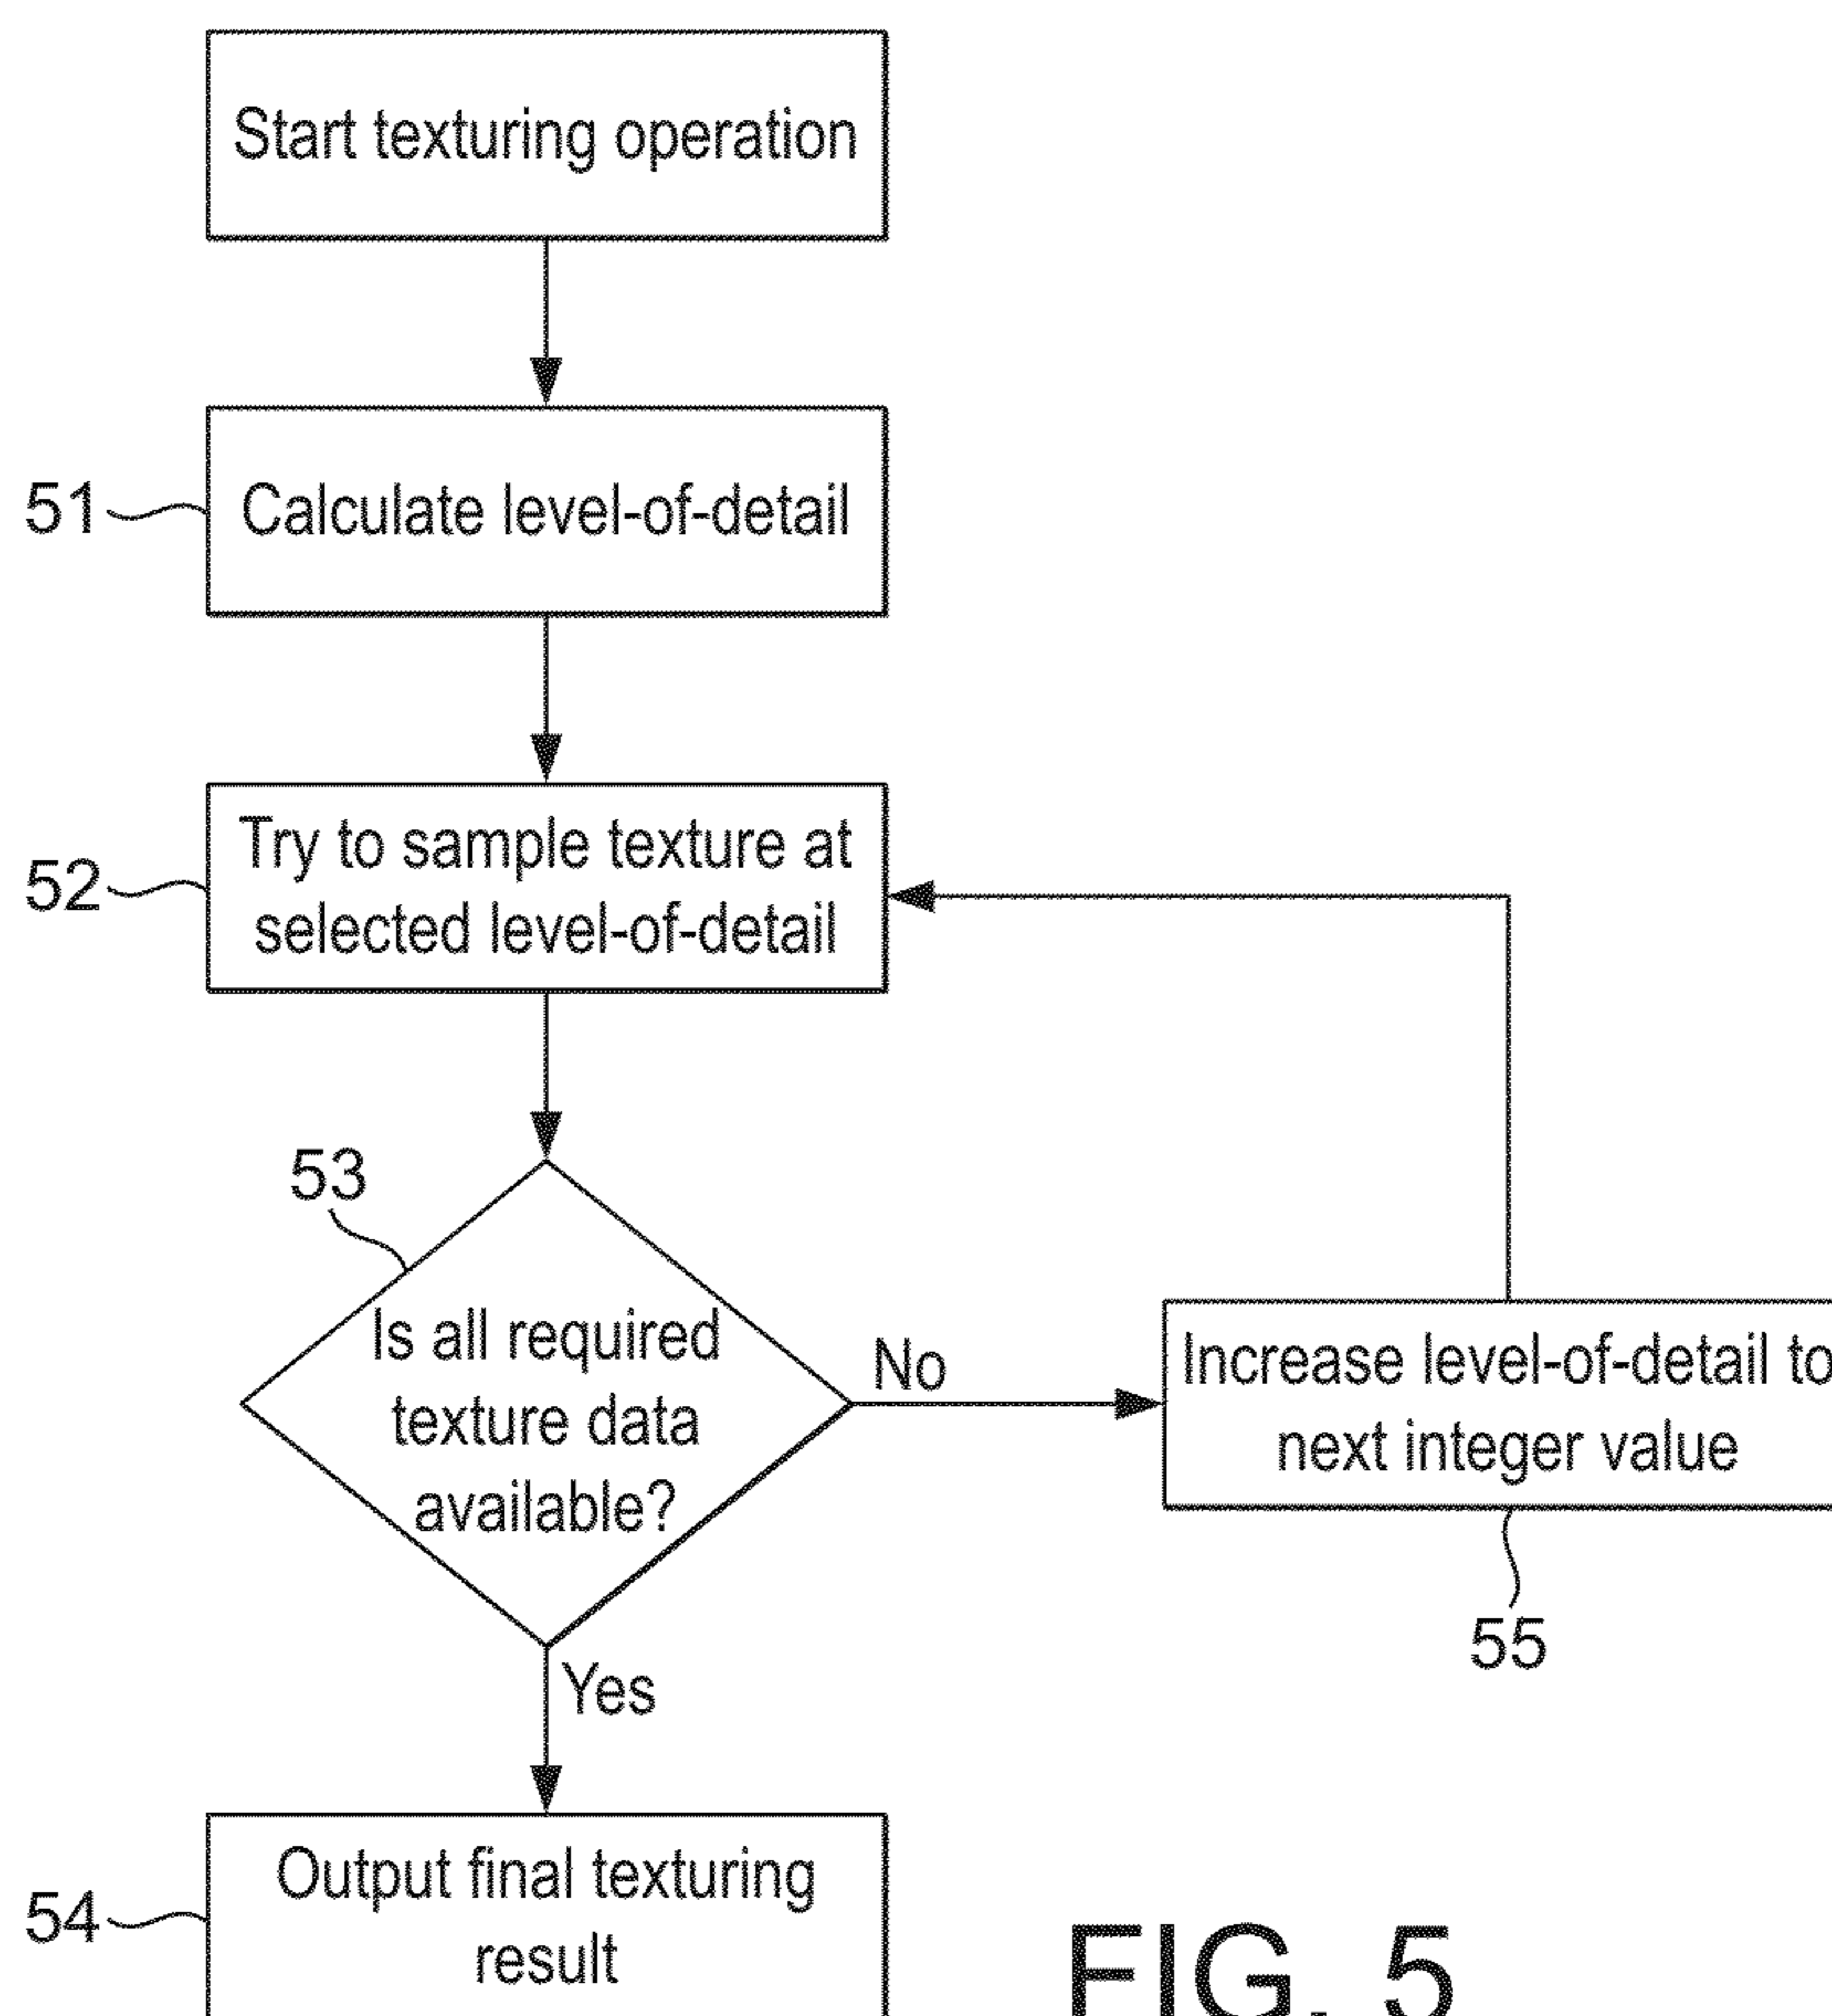 Start texturing operation
51
Calculate level-of-detail
52
Try to sample texture at
selected level-of-detail
53
Is all required
texture data
available?
No
Increase level-of-detail to
next integer value
55
Yes
54
Output final texturing
result
FIG. 5